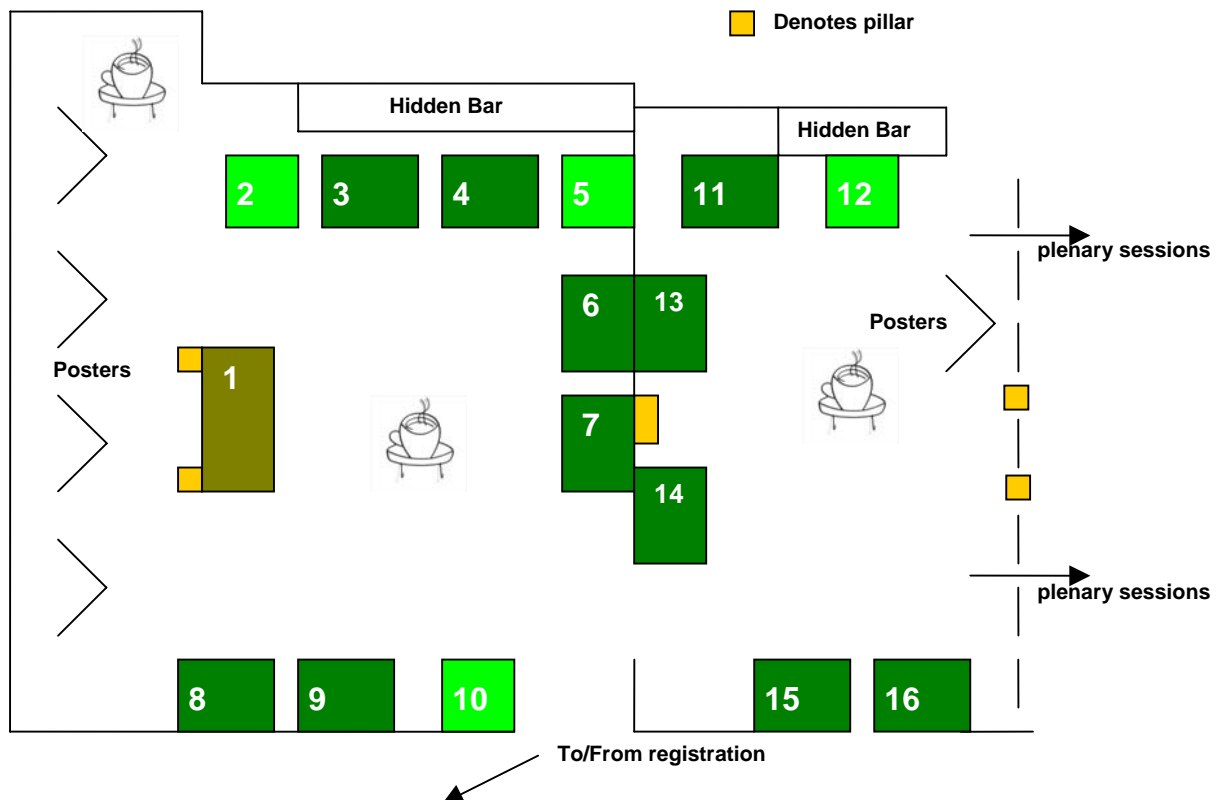 Denotes pillar
Hidden Bar
Hidden Bar
2
3
4
5
11
12
plenary sessions
6
13
Posters
Posters
1
7
14
plenary sessions
8
9
10
15
16
To/From registration